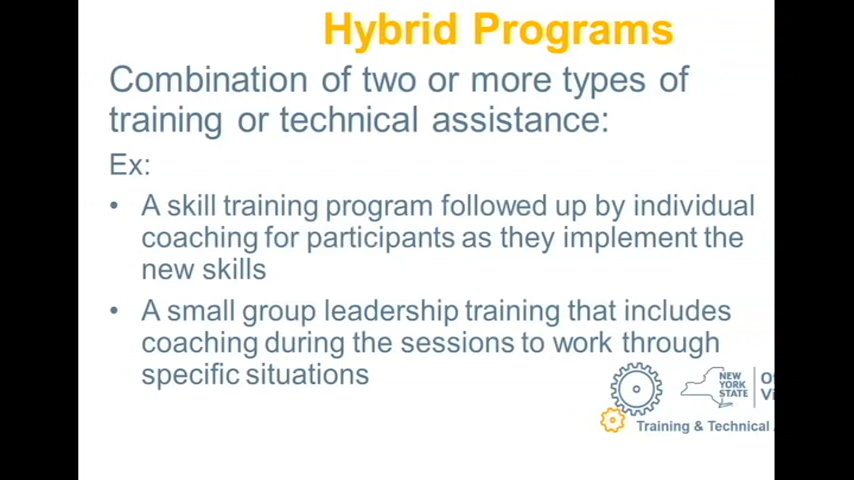 Hybrid Programs
Combination of two or more types of
training or technical assistance:
Ex:
• A skill training program followed up by individual
coaching for participants as they implement the
new skills
• A small group leadership training that includes
coaching during the sessions to work through
specific situations
NEW
YORK
STATE
Training & Technical